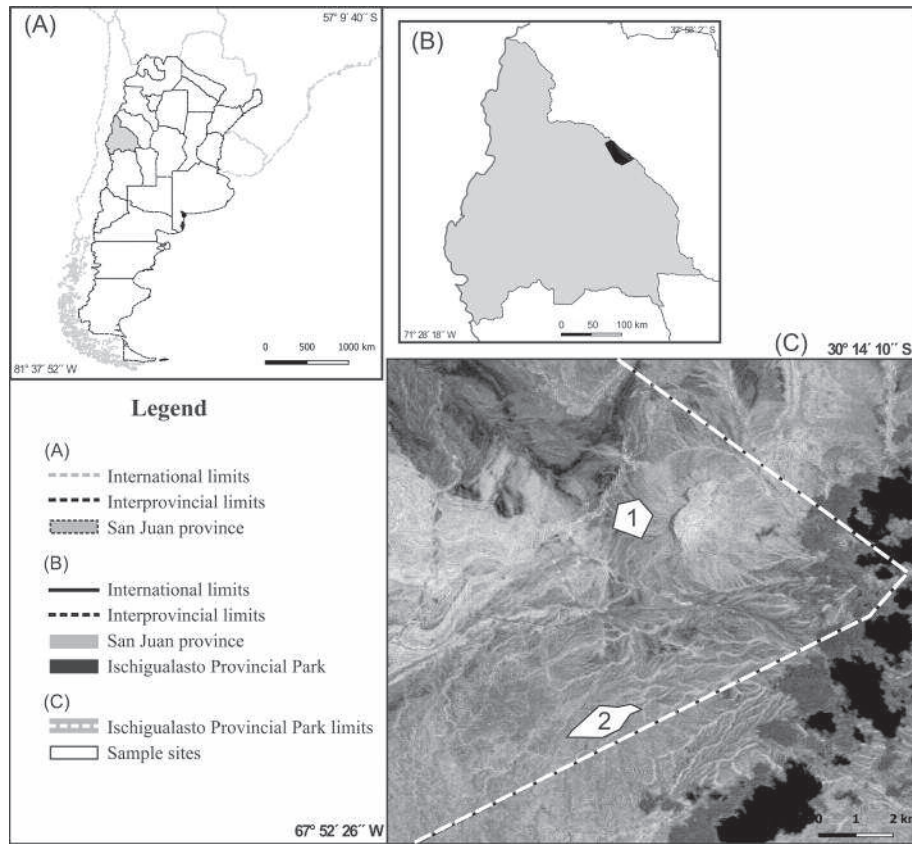 (A)
57° 9´ 40´´ S
0 500 1000 km
81° 37´ 52´´ W
(B)
71° 28´ 18´´ W
0 50 100 km
(C)
30° 14´ 10´´ S
1
2
0 1 2 km
67° 52´ 26´´ W
Legend
(A)
International limits
Interprovincial limits
San Juan province
(B)
International limits
Interprovincial limits
San Juan province
Ischigualasto Provincial Park
(C)
Ischigualasto Provincial Park limits
Sample sites